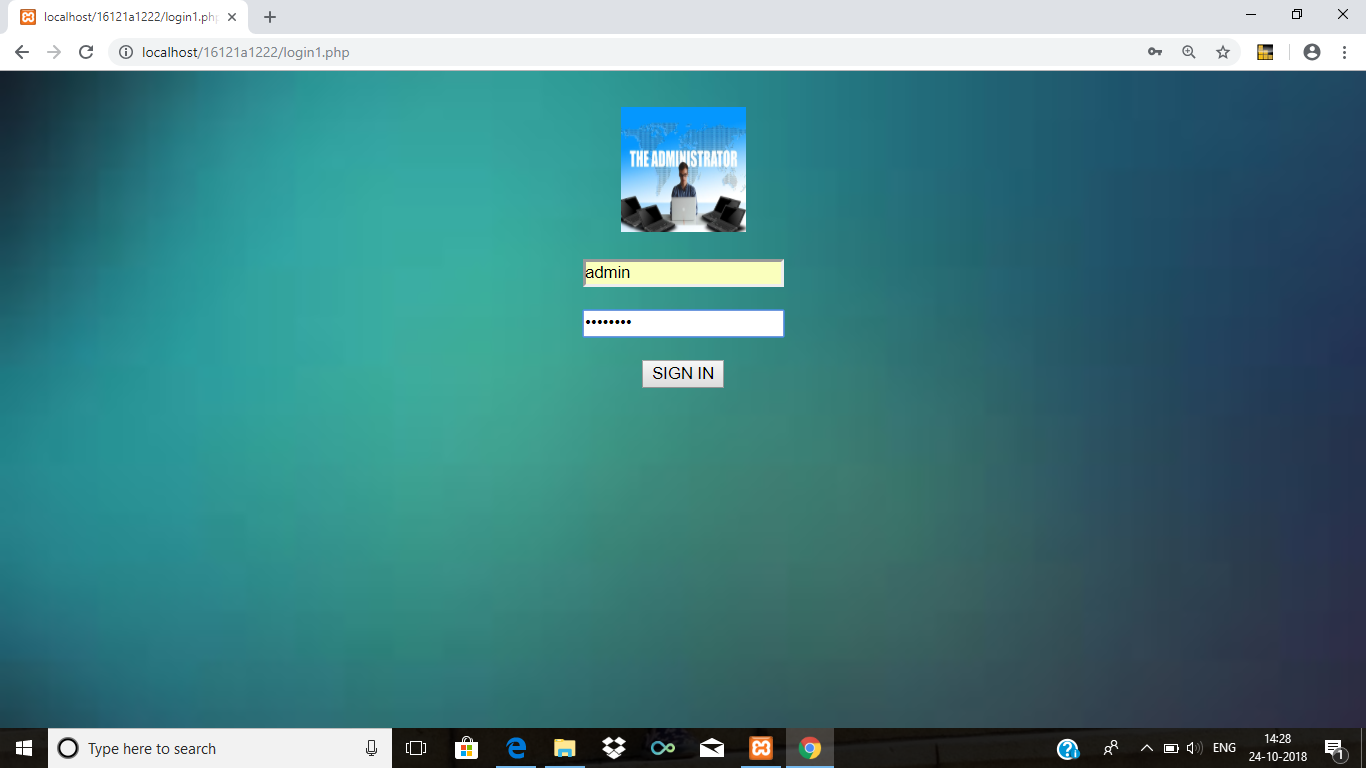 localhost/16121a1222/login1.php
localhost/16121a1222/login1.php
THE ADMINISTRATOR
admin
••••••••
SIGN IN
Type here to search
ENG
14:28
24-10-2018
1